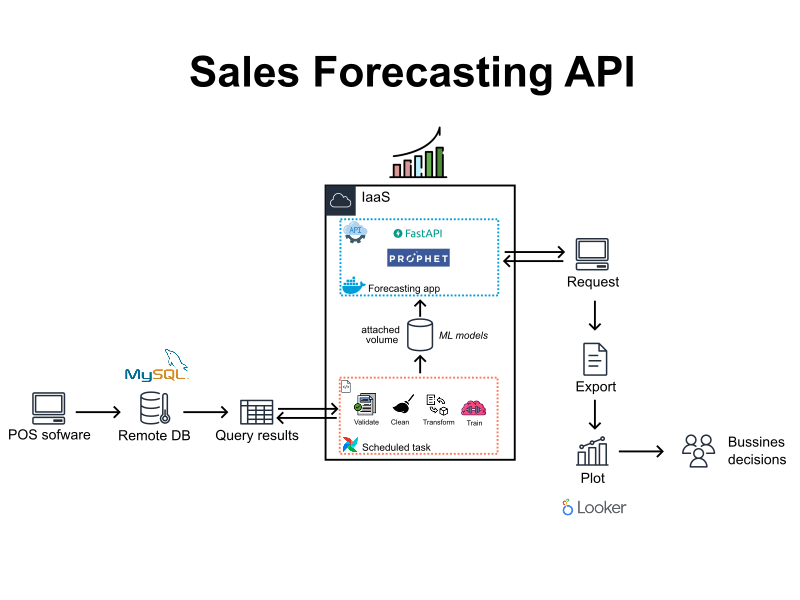 Sales Forecasting API
IaaS
API
FastAPI
PROPHET
Forecasting app
attached
volume
ML models
Request
Export
MySQL
POS sofware
Remote DB
Query results
Validate
Clean
Transform
Train
Scheduled task
Plot
Bussines
decisions
Looker